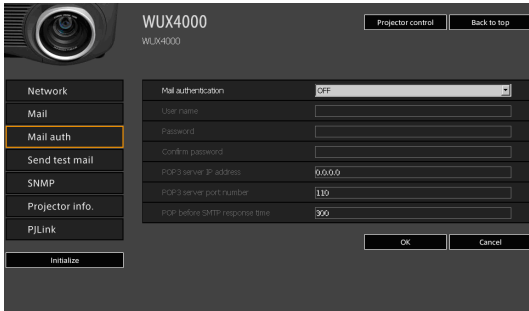 WUX4000
WUX4000
Projector control
Back to top
Network
Mail
Mail auth
Send test mail
SNMP
Projector info.
PJLink
Initialize
Mail authentication OFF
User name
Password
Confirm password
POP3 server IP address 0.0.0.0
POP3 server port number 110
POP before SMTP response time 300
OK
Cancel